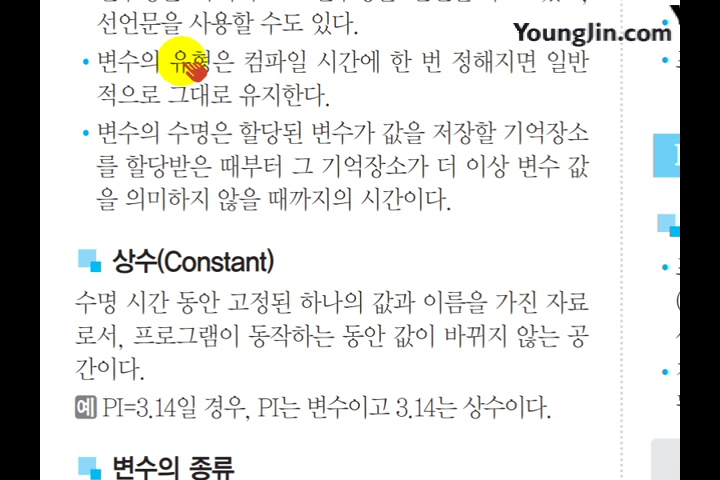 선언문을 사용할 수도 있다.
YoungJin.com
• 변수의 유형은 컴파일 시간에 한 번 정해지면 일반
적으로 그대로 유지한다.
• 변수의 수명은 할당된 변수가 값을 저장할 기억장소
를 할당받은 때부터 그 기억장소가 더 이상 변수 값
을 의미하지 않을 때까지의 시간이다.
상수(Constant)
수명 시간 동안 고정된 하나의 값과 이름을 가진 자료
로서, 프로그램이 동작하는 동안 값이 바뀌지 않는 공
간이다.
예 PI=3.14일 경우, PI는 변수이고 3.14는 상수이다.
변수의 종류